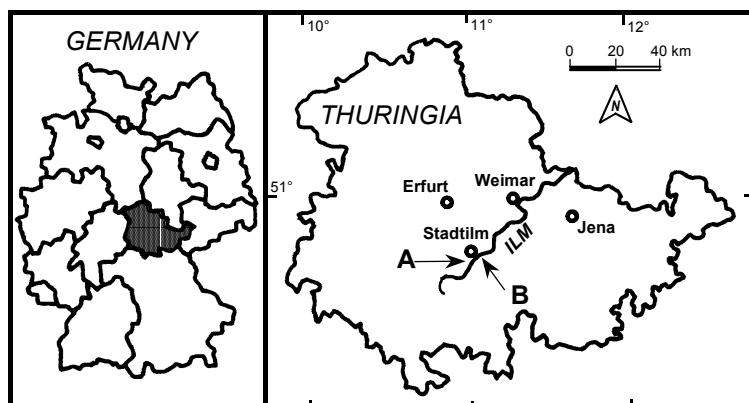 GERMANY
10°
11°
12°
0 20 40 km
N
THURINGIA
51°
Erfurt
Weimar
Jena
Stadtilm
ILM
A
B